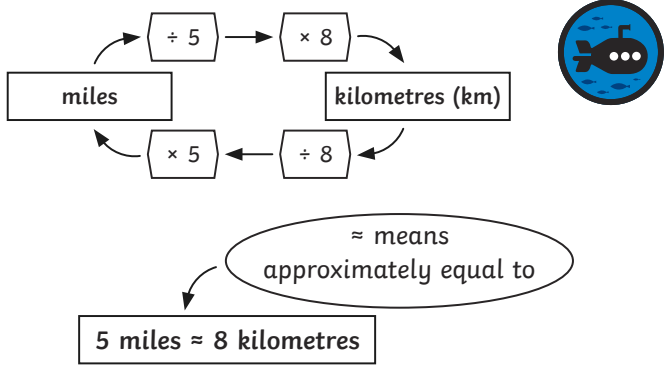 ÷ 5
× 8
miles
kilometres (km)
× 5
÷ 8
≈ means
approximately equal to
5 miles ≈ 8 kilometres